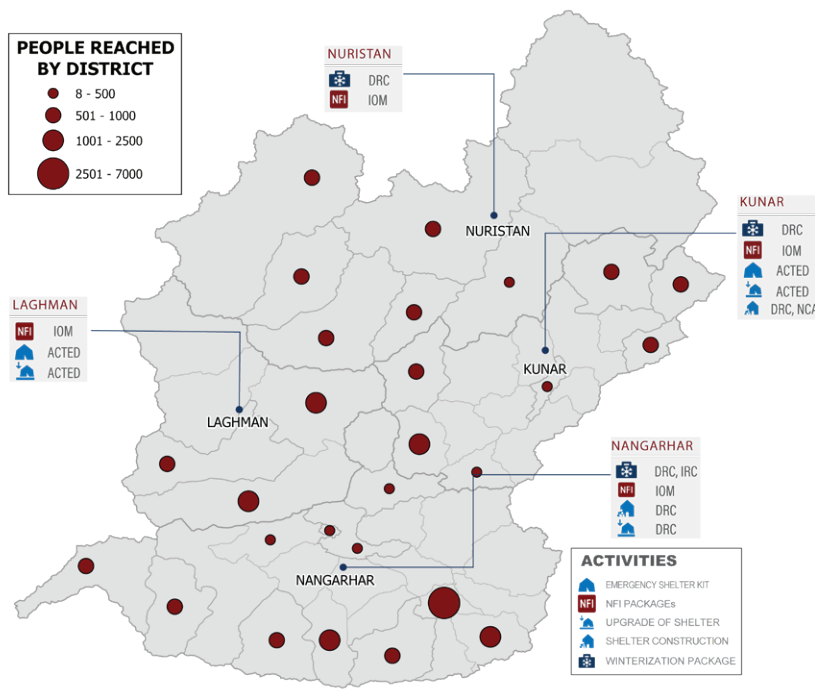 PEOPLE REACHED
BY DISTRICT
8 - 500
501 - 1000
1001 - 2500
2501 - 7000
NURISTAN
DRC
NFI IOM
NURISTAN
KUNAR
DRC
NFI IOM
ACTED
ACTED
DRC, NCA
LAGHMAN
NFI IOM
ACTED
ACTED
KUNAR
LAGHMAN
NANGARHAR
DRC, IRC
NFI IOM
DRC
DRC
NANGARHAR
ACTIVITIES
EMERGENCY SHELTER KIT
NFI NFI PACKAGEs
UPGRADE OF SHELTER
SHELTER CONSTRUCTION
WINTERIZATION PACKAGE